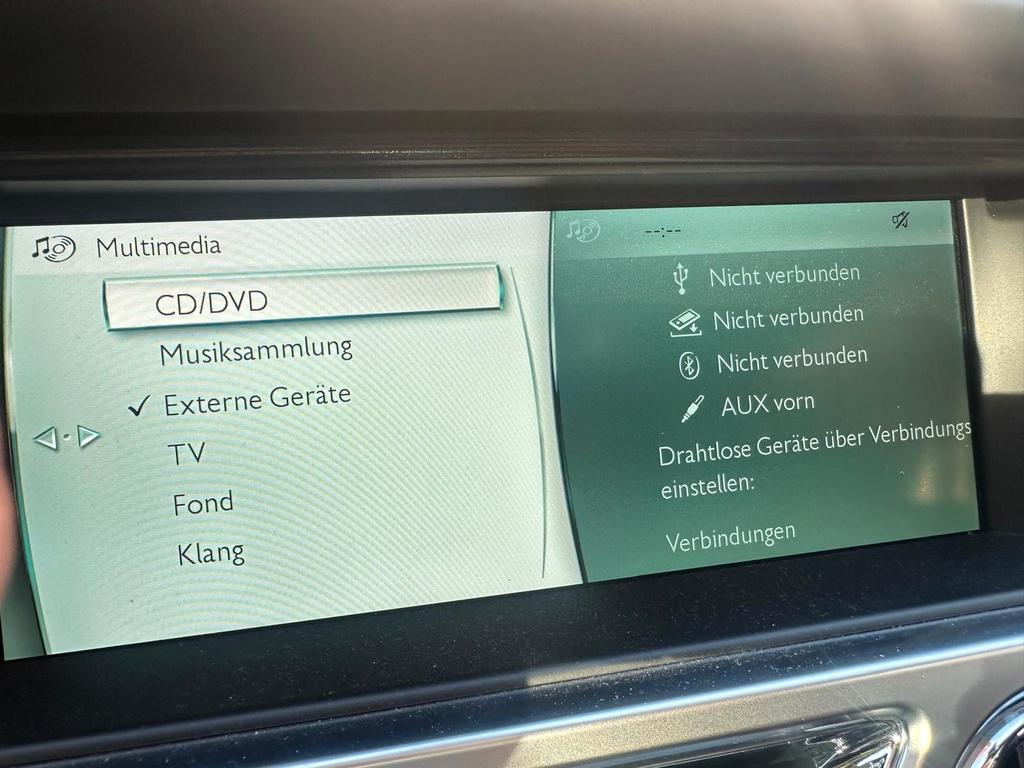 Multimedia
CD/DVD
Musiksammlung
Externe Geräte
TV
Fond
Klang
--:--
Nicht verbunden
Nicht verbunden
Nicht verbunden
AUX vorn
Drahtlose Geräte über Verbindungs
einstellen:
Verbindungen